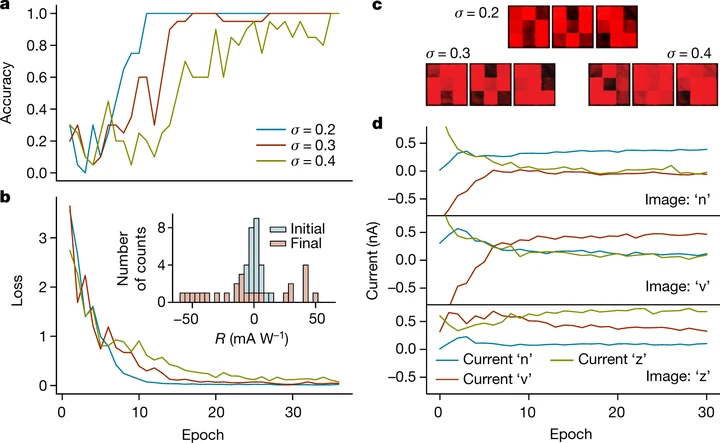 a
Accuracy
1.0
0.8
0.6
0.4
0.2
0.0
σ = 0.2
σ = 0.3
σ = 0.4
b
Loss
3
2
1
0
Number
of counts
8
4
0
Initial
Final
−50
0
50
R (mA W⁻¹)
0
10
20
30
Epoch
c
σ = 0.2
σ = 0.3
σ = 0.4
d
Current (nA)
0.5
−0.5
Image: ‘n’
0.5
0.0
−0.5
Image: ‘v’
0.5
0.0
−0.5
Current ‘n’
Current ‘z’
Current ‘v’
Image: ‘z’
0
10
20
30
Epoch